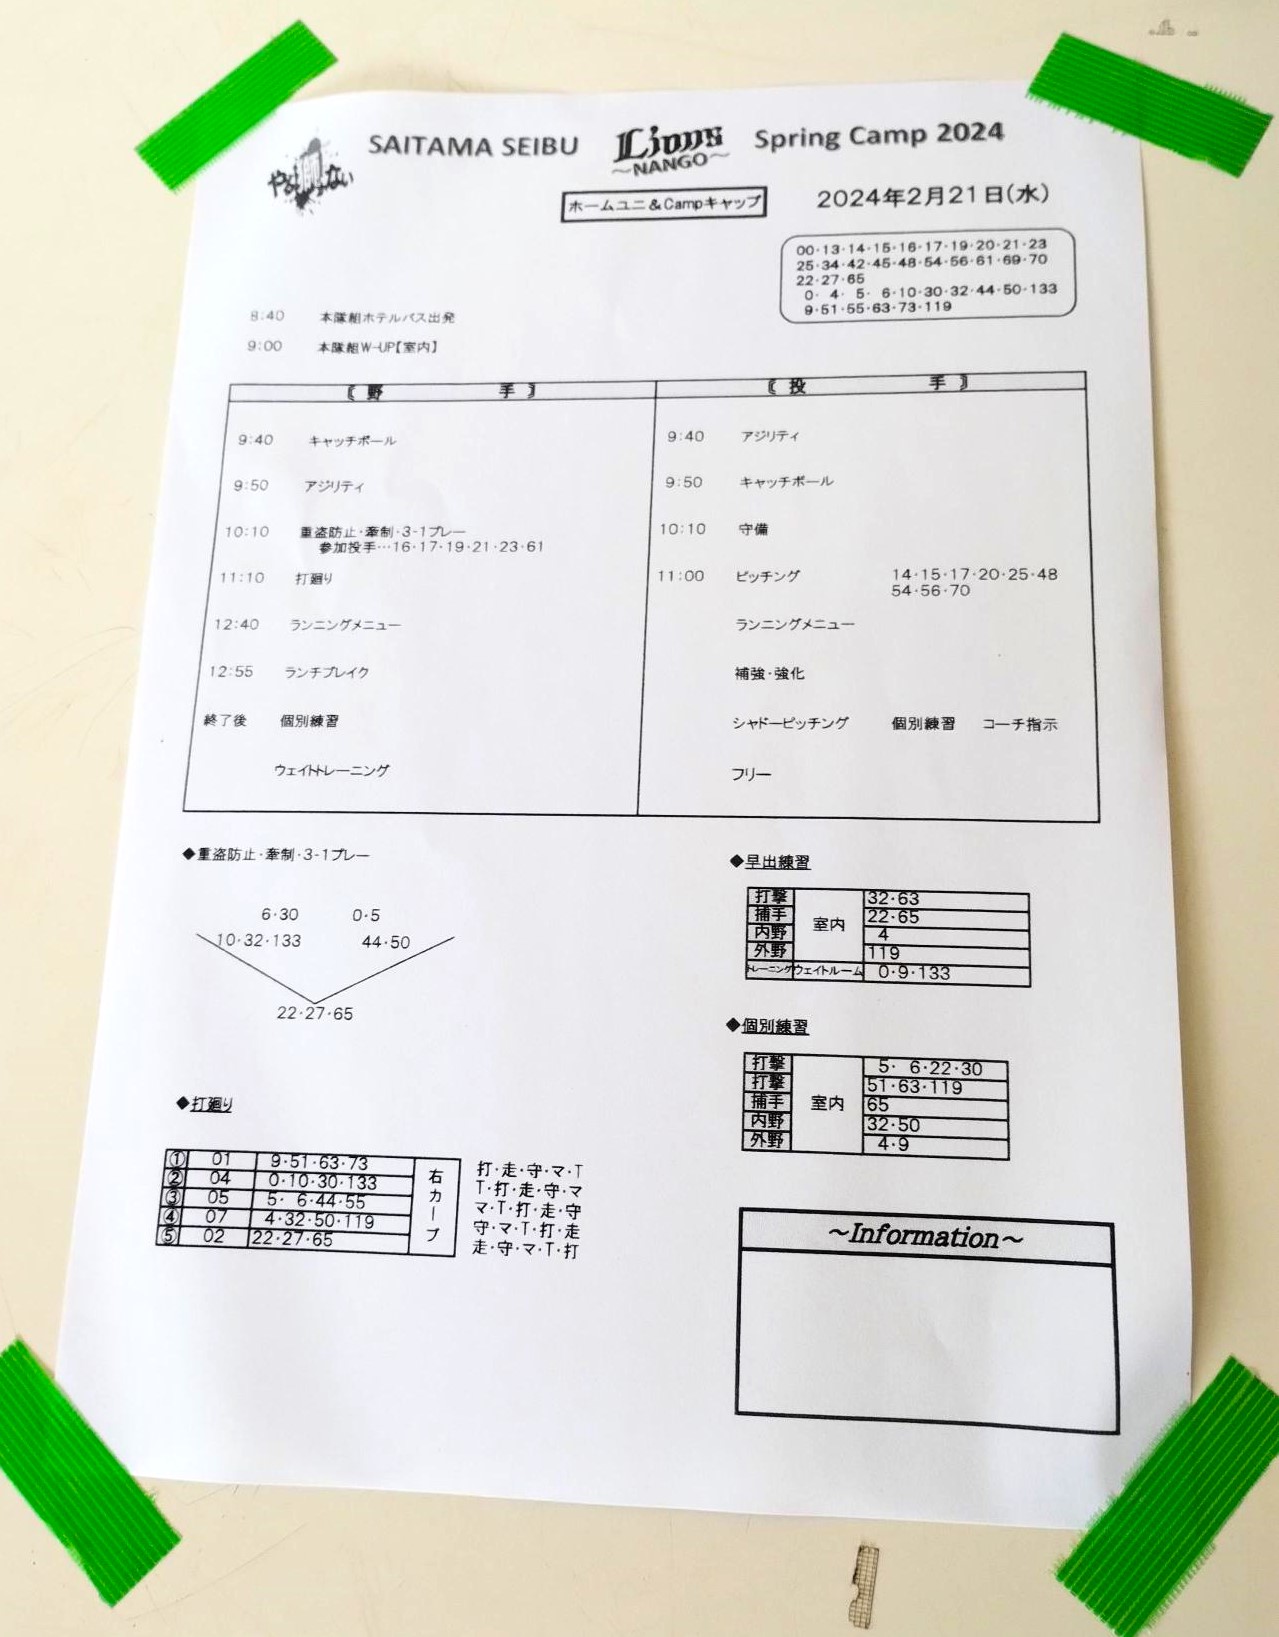 SAITAMA SEIBU Lions Spring Camp 2024
~NANGO~
やるしかない
ホームユニ&Campキャップ
2024年2月21日(水)
00・13・14・15・16・17・19・20・21・23
25・34・42・45・48・54・56・61・69・70
22・27・65
0・4・5・6・10・30・32・44・50・133
9・51・55・63・73・119
8:40 本隊組ホテルバス出発
9:00 本隊組W-UP【室内】
〘 野 手 〙
9:40 キャッチボール
9:50 アジリティ
10:10 重盗防止・牽制・3-1プレー
参加投手…16・17・19・21・23・61
11:10 打廻り
12:40 ランニングメニュー
12:55 ランチブレイク
終了後 個別練習
ウェイトトレーニング
〘 投 手 〙
9:40 アジリティ
9:50 キャッチボール
10:10 守備
11:00 ピッチング 14・15・17・20・25・48
54・56・70
ランニングメニュー
補強・強化
シャドーピッチング 個別練習 コーチ指示
フリー
◆重盗防止・牽制・3-1プレー
6・30 0・5
10・32・133 44・50
22・27・65
◆早出練習
打撃 室内 32・63
捕手 22・65
内野 4
外野 119
トレーニング ウェイトルーム 0・9・133
◆個別練習
打撃 室内 5・6・22・30
打撃 51・63・119
捕手 65
内野 32・50
外野 4・9
◆打廻り
① 01 9・51・63・73 右カーブ 打・走・守・マ・T
② 04 0・10・30・133 T・打・走・守・マ
③ 05 5・6・44・55 マ・T・打・走・守
④ 07 4・32・50・119 守・マ・T・打・走
⑤ 02 22・27・65 走・守・マ・T・打
~Information~